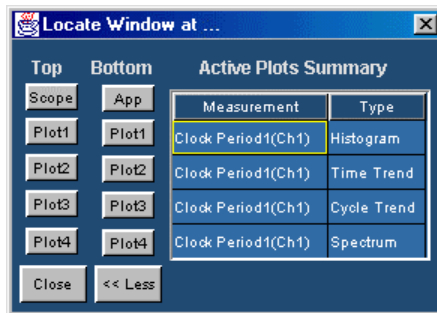 Locate Window at ...
Top Bottom Active Plots Summary
Scope App Measurement Type
Plot1 Plot1 Clock Period1(Ch1) Histogram
Plot2 Plot2 Clock Period1(Ch1) Time Trend
Plot3 Plot3 Clock Period1(Ch1) Cycle Trend
Plot4 Plot4 Clock Period1(Ch1) Spectrum
Close << Less